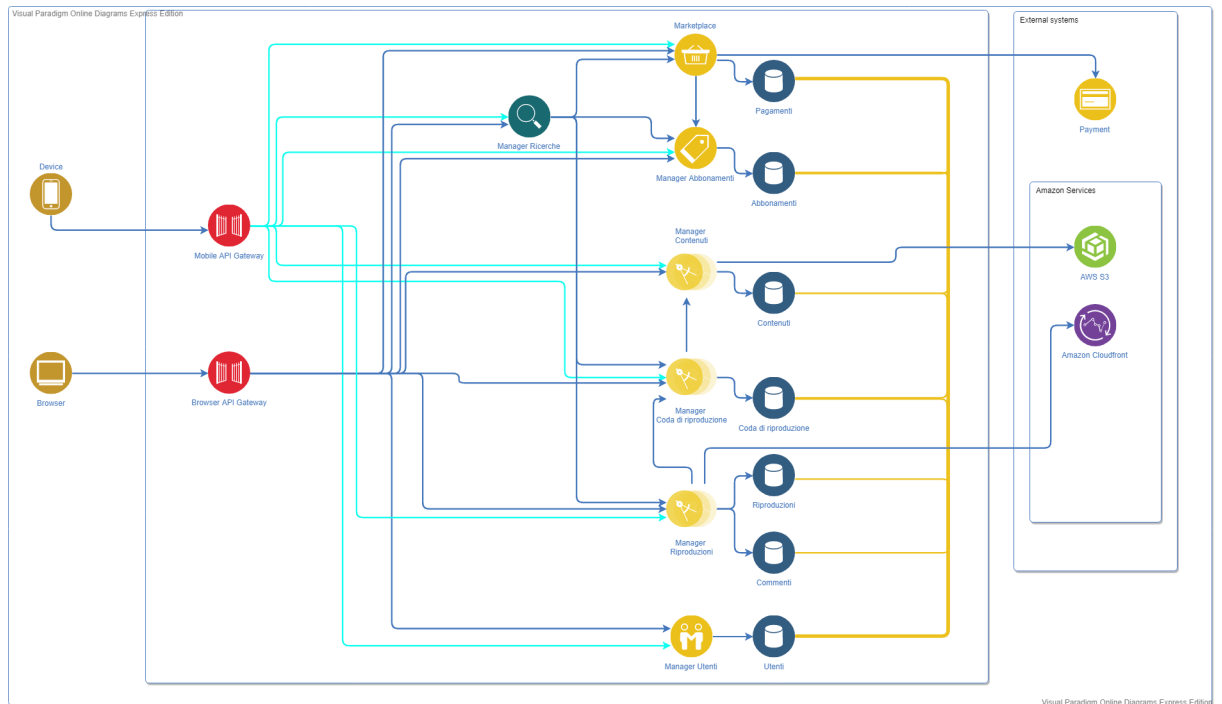 Visual Paradigm Online Diagrams Express Edition
Marketplace
External systems
Pagamenti
Payment
Manager Ricerche
Device
Manager Abbonamenti
Abbonamenti
Amazon Services
Manager
Contenuti
Mobile API Gateway
AWS S3
Contenuti
Amazon Cloudfront
Browser
Browser API Gateway
Manager
Coda di riproduzione
Coda di riproduzione
Riproduzioni
Manager
Riproduzioni
Commenti
Manager Utenti
Utenti
Visual Paradigm Online Diagrams Express Edition